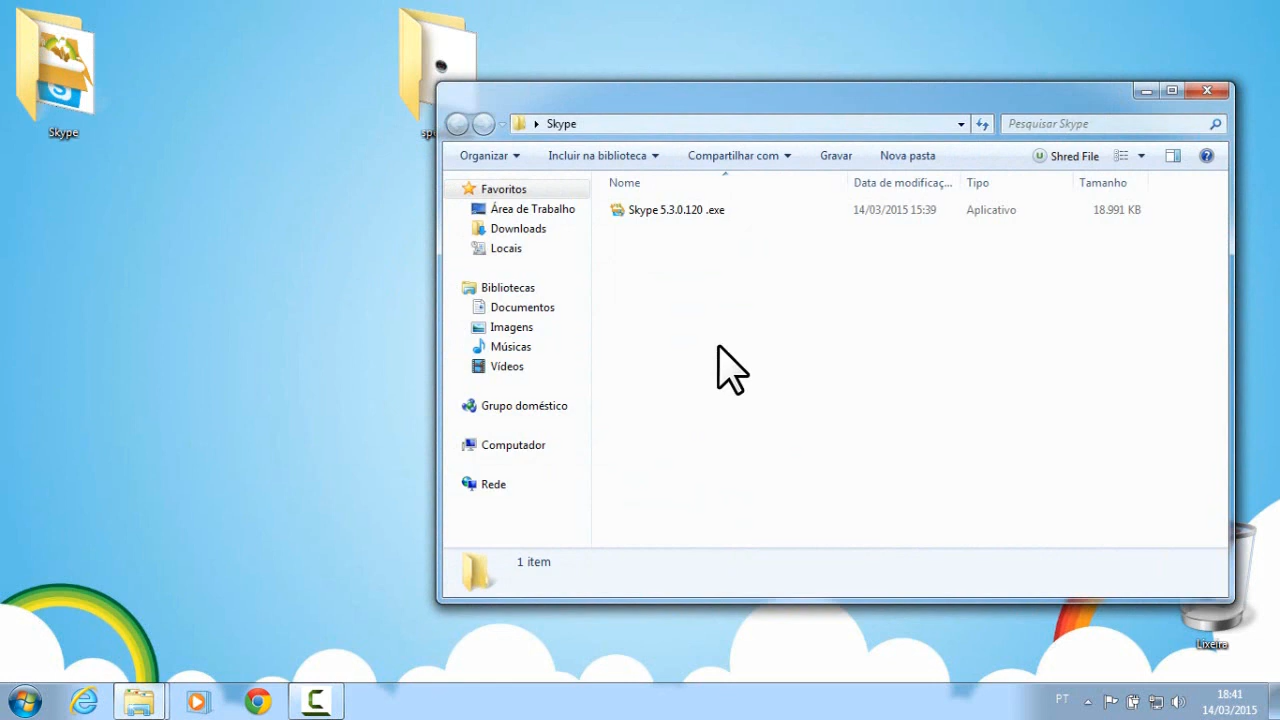 Skype
Skype
Pesquisar Skype
Organizar
Incluir na biblioteca
Compartilhar com
Gravar
Nova pasta
Shred File
Favoritos
Área de Trabalho
Downloads
Locais
Bibliotecas
Documentos
Imagens
Músicas
Vídeos
Grupo doméstico
Computador
Rede
Nome
Data de modificaç...
Tipo
Tamanho
Skype 5.3.0.120 .exe
14/03/2015 15:39
Aplicativo
18.991 KB
1 item
Lixeira
PT
18:41
14/03/2015